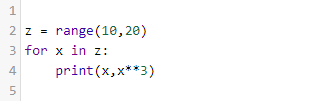 1
2 z = range(10,20)
3 for x in z:
4     print(x,x**3)
5